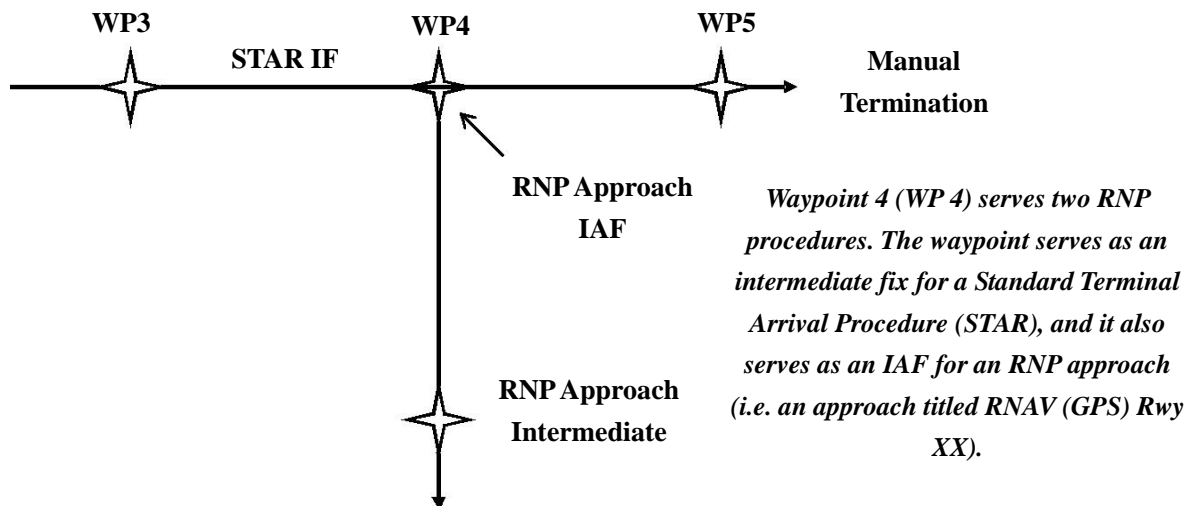 WP3
WP4
WP5
STAR IF
Manual
Termination
RNP Approach
IAF
Waypoint 4 (WP 4) serves two RNP
procedures. The waypoint serves as an
intermediate fix for a Standard Terminal
Arrival Procedure (STAR), and it also
serves as an IAF for an RNP approach
(i.e. an approach titled RNAV (GPS) Rwy
XX).
RNP Approach
Intermediate